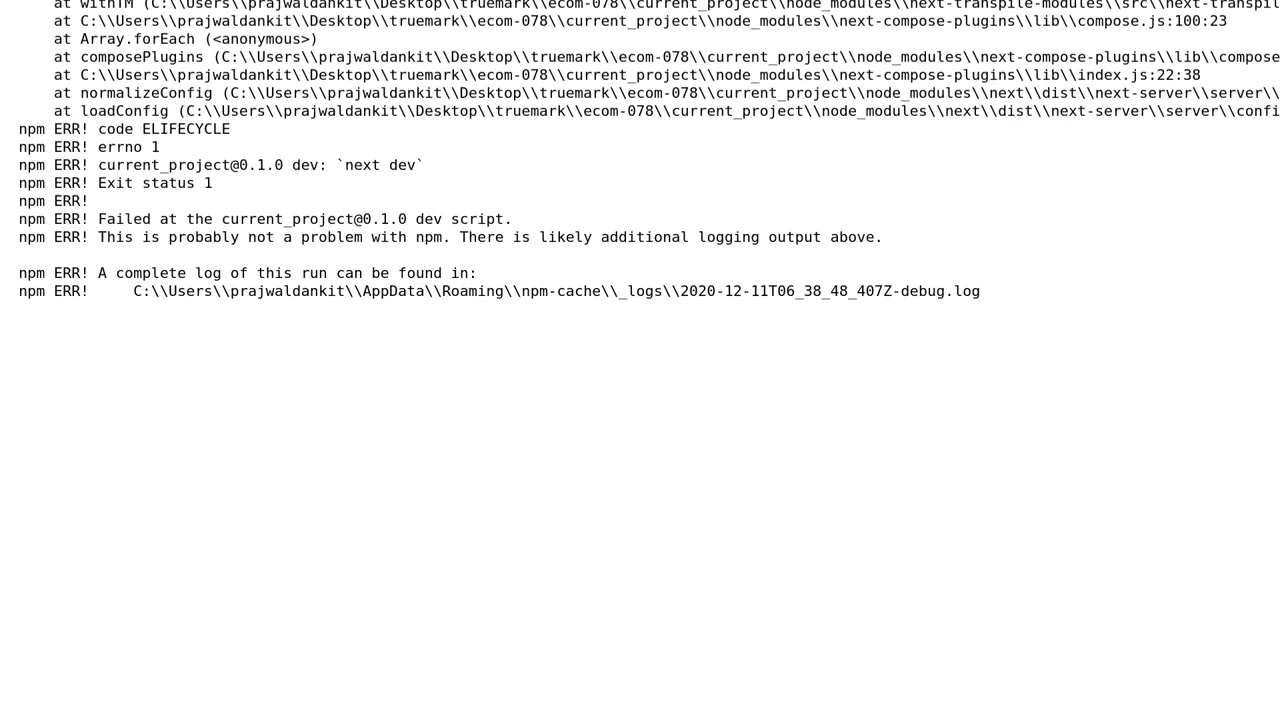 at withTM (C:\\Users\\prajwaldankit\\Desktop\\truemark\\ecom-078\\current_project\\node_modules\\next-transpile-modules\\src\\next-transpil
at C:\\Users\\prajwaldankit\\Desktop\\truemark\\ecom-078\\current_project\\node_modules\\next-compose-plugins\\lib\\compose.js:100:23
at Array.forEach (<anonymous>)
at composePlugins (C:\\Users\\prajwaldankit\\Desktop\\truemark\\ecom-078\\current_project\\node_modules\\next-compose-plugins\\lib\\compose
at C:\\Users\\prajwaldankit\\Desktop\\truemark\\ecom-078\\current_project\\node_modules\\next-compose-plugins\\lib\\index.js:22:38
at normalizeConfig (C:\\Users\\prajwaldankit\\Desktop\\truemark\\ecom-078\\current_project\\node_modules\\next\\dist\\next-server\\server\\
at loadConfig (C:\\Users\\prajwaldankit\\Desktop\\truemark\\ecom-078\\current_project\\node_modules\\next\\dist\\next-server\\server\\confi
npm ERR! code ELIFECYCLE
npm ERR! errno 1
npm ERR! current_project@0.1.0 dev: `next dev`
npm ERR! Exit status 1
npm ERR!
npm ERR! Failed at the current_project@0.1.0 dev script.
npm ERR! This is probably not a problem with npm. There is likely additional logging output above.
npm ERR! A complete log of this run can be found in:
npm ERR!     C:\\Users\\prajwaldankit\\AppData\\Roaming\\npm-cache\\_logs\\2020-12-11T06_38_48_407Z-debug.log